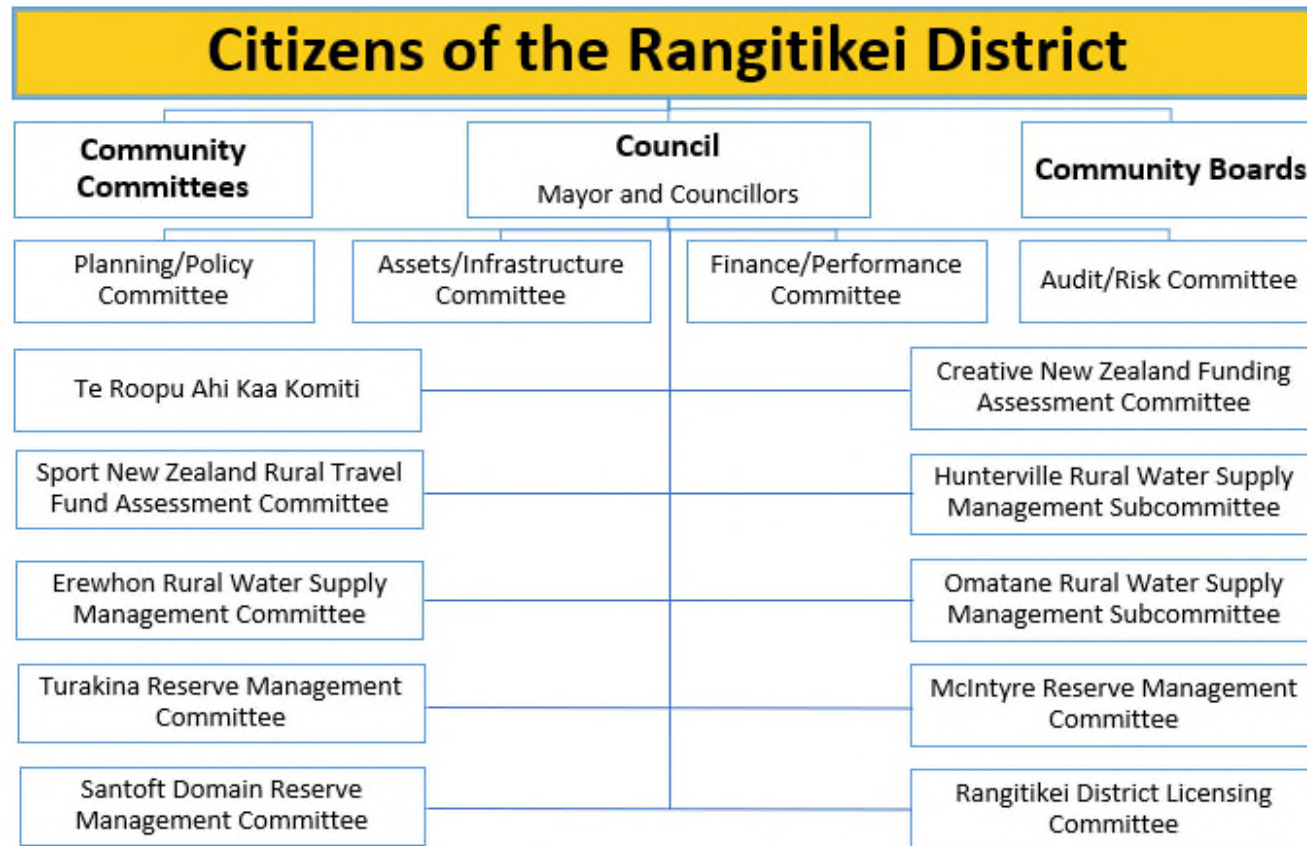 Citizens of the Rangitikei District
Community
Committees
Council
Mayor and Councillors
Community Boards
Planning/Policy
Committee
Assets/Infrastructure
Committee
Finance/Performance
Committee
Audit/Risk Committee
Te Roopu Ahi Kaa Komiti
Creative New Zealand Funding
Assessment Committee
Sport New Zealand Rural Travel
Fund Assessment Committee
Hunterville Rural Water Supply
Management Subcommittee
Erewhon Rural Water Supply
Management Committee
Omatane Rural Water Supply
Management Subcommittee
Turakina Reserve Management
Committee
McIntyre Reserve Management
Committee
Santoft Domain Reserve
Management Committee
Rangitikei District Licensing
Committee